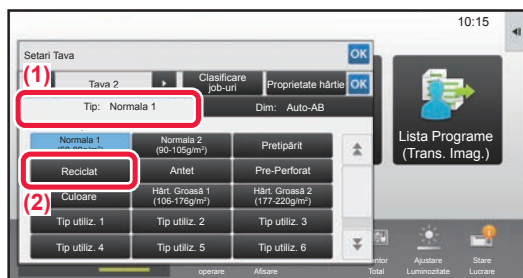 10:15
Setari Tava
OK
(1)
Tava 2
Clasificare job-uri
Proprietate hârtie
OK
Tip: Normala 1
Dim: Auto-AB
Normala 1
Normala 2 (90-105g/m²)
Pretipărit
Reciclat
Antet
Pre-Perforat
(2)
Culoare
Hârt. Groasă 1 (106-176g/m²)
Hârt. Groasă 2 (177-220g/m²)
Tip utiliz. 1
Tip utiliz. 2
Tip utiliz. 3
Tip utiliz. 4
Tip utiliz. 5
Tip utiliz. 6
Lista Programe
(Trans. Imag.)
operare
Afisare
Total
Ajustare
Luminozitate
Stare
Lucrare